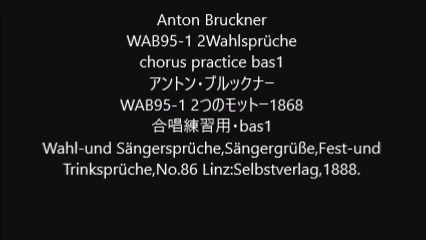 Anton Bruckner
WAB95-1 2Wahlsprüche
chorus practice bas1
アントン・ブルックナー
WAB95-1 2つのモットー1868
合唱練習用・bas1
Wahl-und Sängersprüche,Sängergrüße,Fest-und
Trinksprüche,No.86 Linz:Selbstverlag,1888.